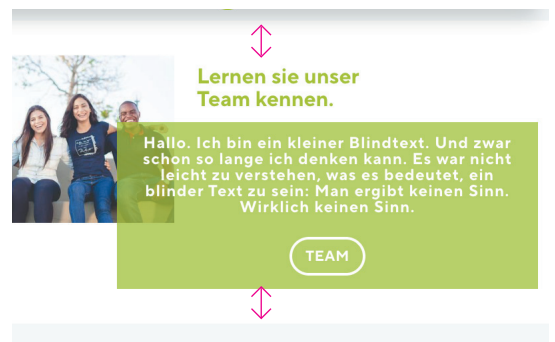 Lernen sie unser
Team kennen.
Hallo. Ich bin ein kleiner Blindtext. Und zwar
schon so lange ich denken kann. Es war nicht
leicht zu verstehen, was es bedeutet, ein
blinder Text zu sein: Man ergibt keinen Sinn.
Wirklich keinen Sinn.
TEAM